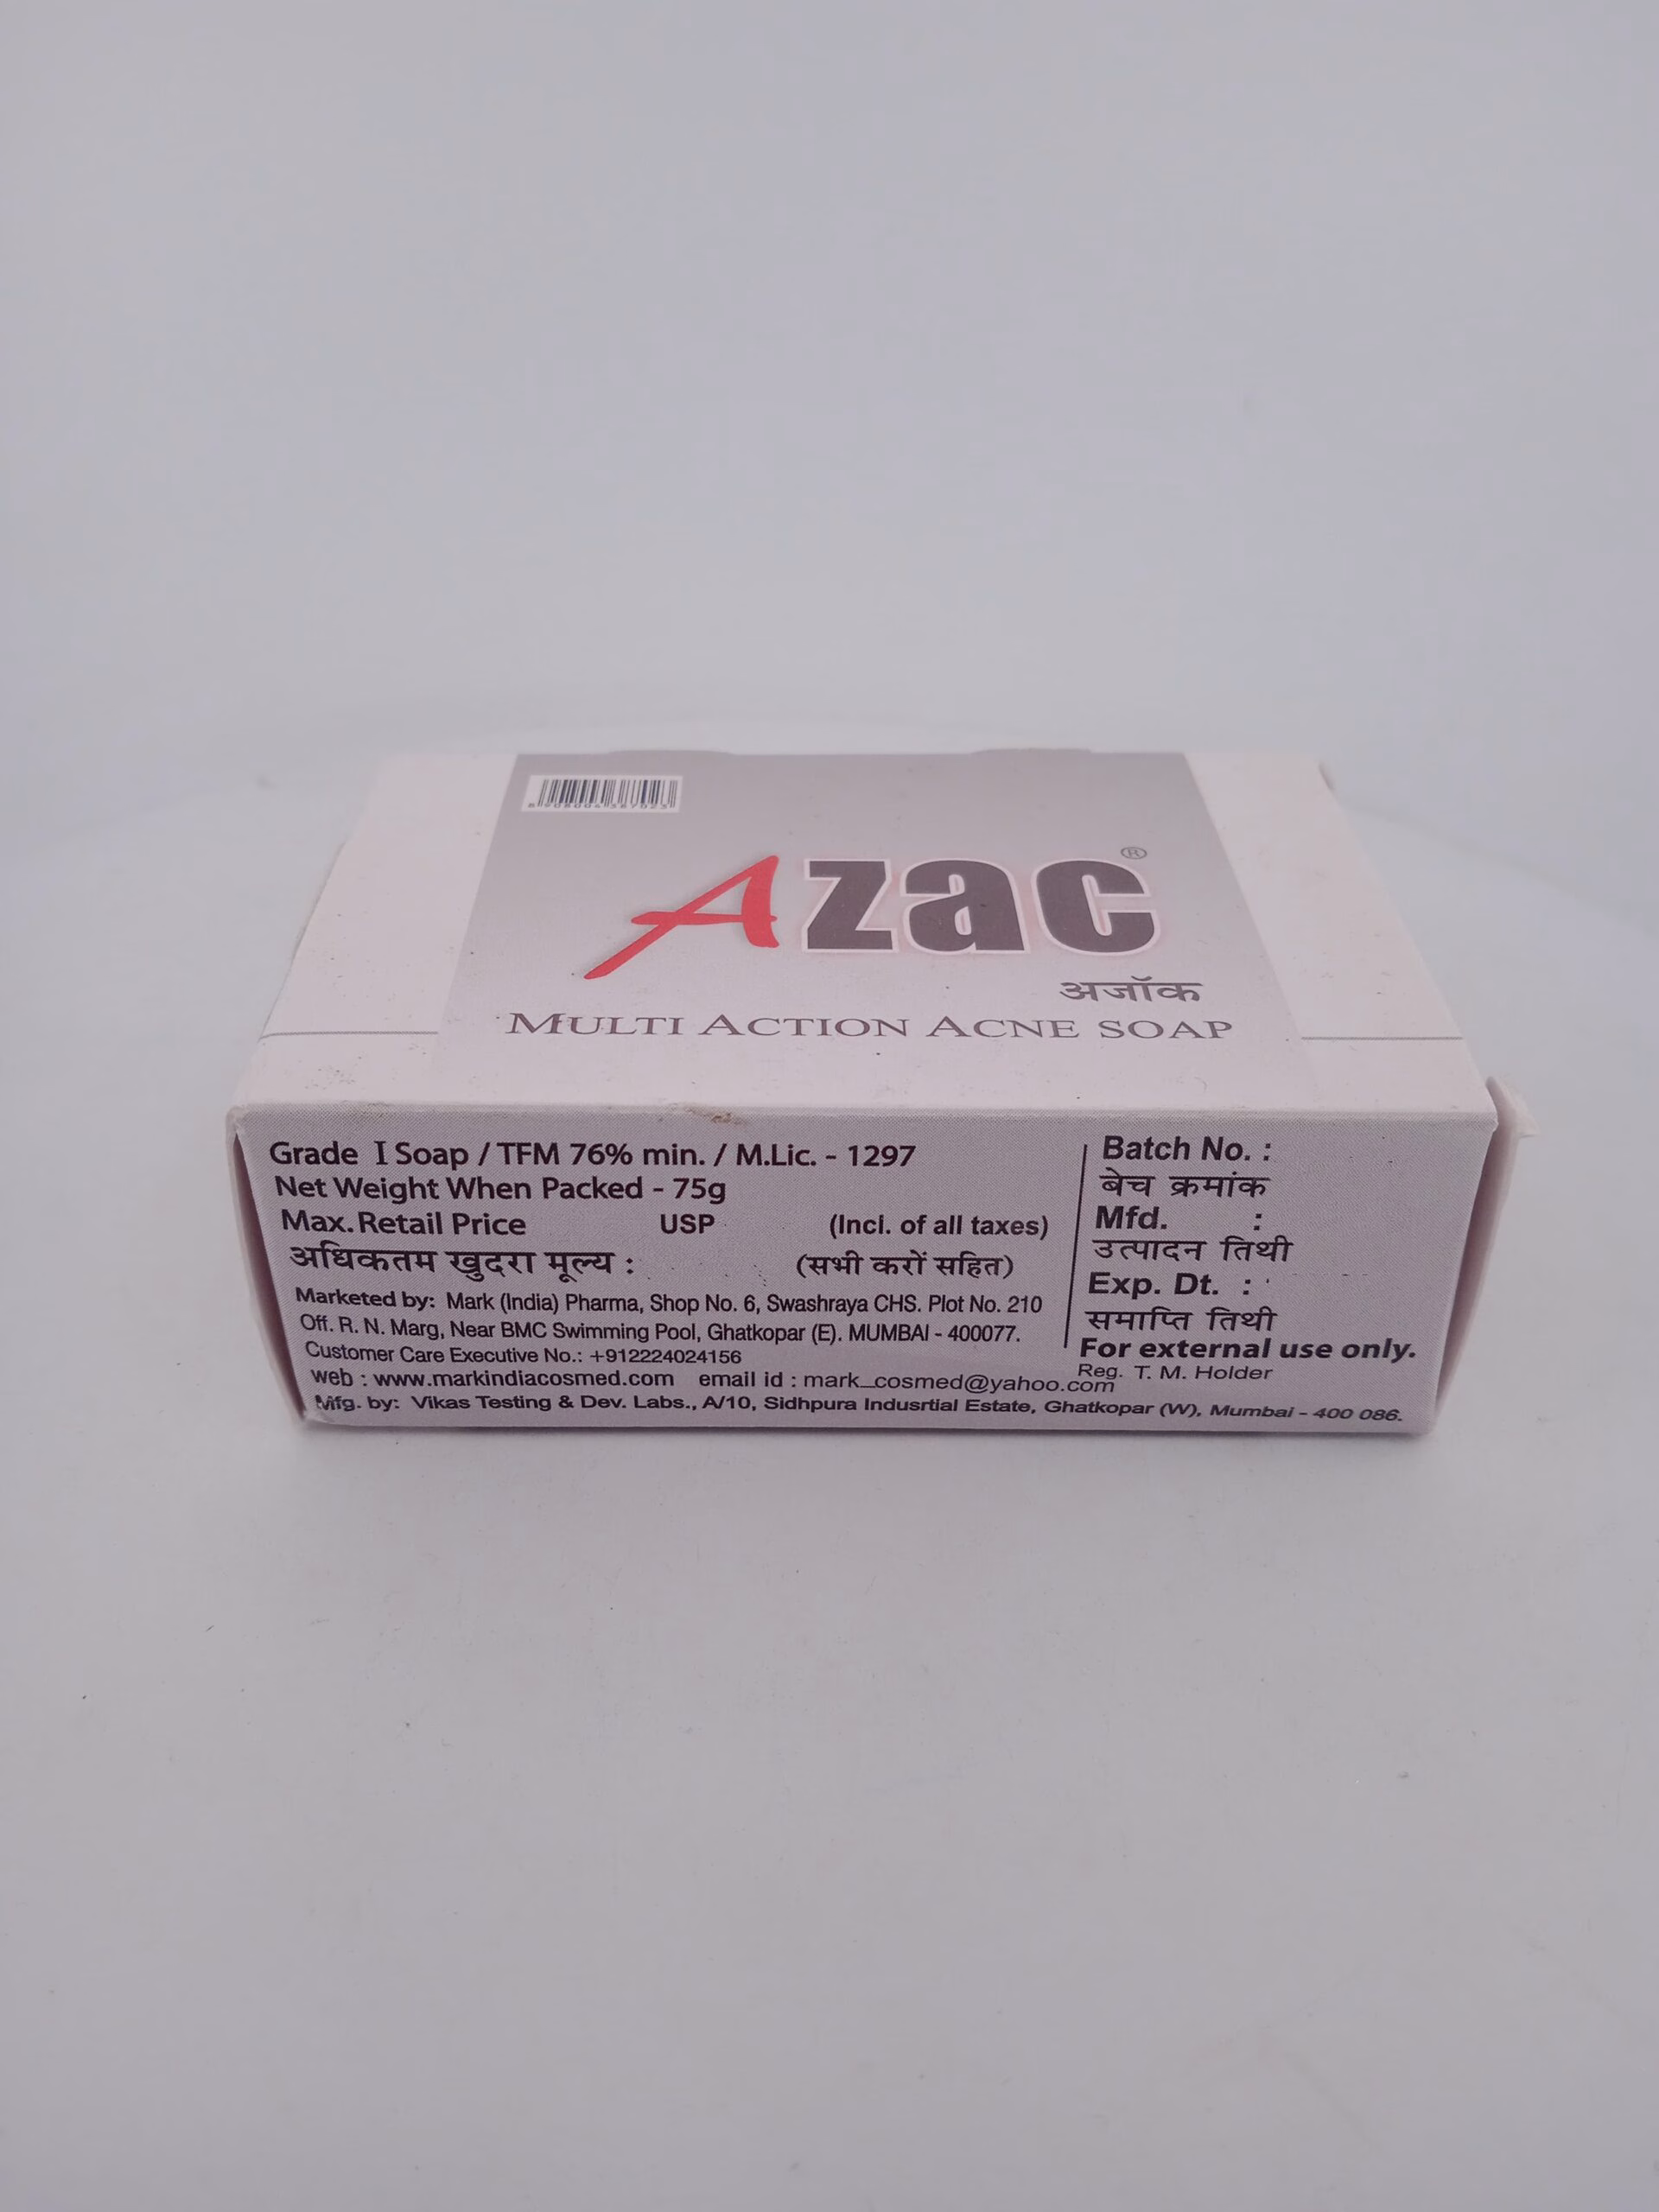 Azac®
अजॉक
MULTI ACTION ACNE SOAP
Grade I Soap / TFM 76% min. / M.Lic. - 1297
Net Weight When Packed - 75g
Max. Retail Price USP (Incl. of all taxes)
अधिकतम खुदरा मूल्य : (सभी करों सहित)
Marketed by: Mark (India) Pharma, Shop No. 6, Swashraya CHS. Plot No. 210
Off. R. N. Marg, Near BMC Swimming Pool, Ghatkopar (E). MUMBAI - 400077.
Customer Care Executive No.: +912224024156
web : www.markindiacosmed.com email id : mark_cosmed@yahoo.com
Mfg. by: Vikas Testing & Dev. Labs., A/10, Sidhpura Indusrtial Estate, Ghatkopar (W), Mumbai - 400 086.
Batch No. :
बेच क्रमांक
Mfd. :
उत्पादन तिथी
Exp. Dt. :
समाप्ति तिथी
For external use only.
Reg. T. M. Holder